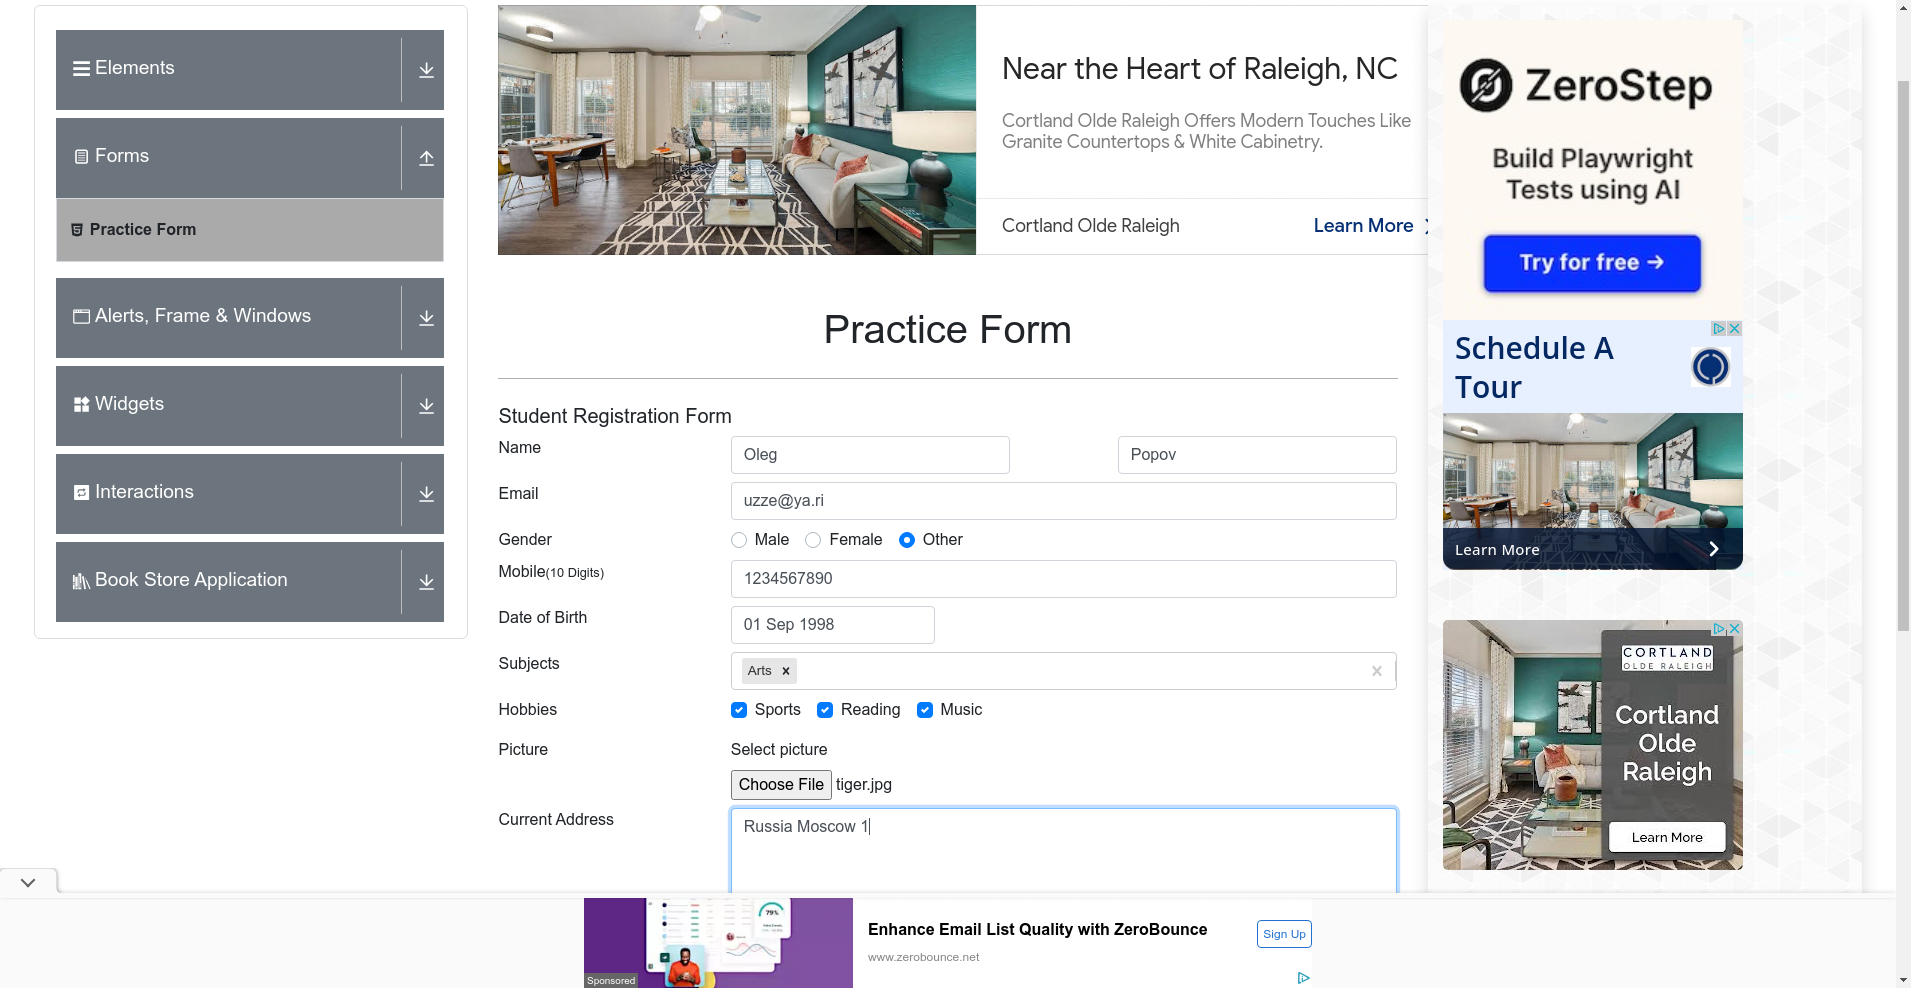 Elements
Forms
Practice Form
Alerts, Frame & Windows
Widgets
Interactions
Book Store Application
Near the Heart of Raleigh, NC
Cortland Olde Raleigh Offers Modern Touches Like
Granite Countertops & White Cabinetry.
Cortland Olde Raleigh
Learn More
Practice Form
Student Registration Form
Name
Oleg
Popov
Email
uzze@ya.ri
Gender
Male
Female
Other
Mobile(10 Digits)
1234567890
Date of Birth
01 Sep 1998
Subjects
Arts
Hobbies
Sports
Reading
Music
Picture
Select picture
Choose File tiger.jpg
Current Address
Russia Moscow 1
ZeroStep
Build Playwright
Tests using AI
Try for free →
Schedule A
Tour
Learn More
CORTLAND
OLDE RALEIGH
Cortland
Olde
Raleigh
Learn More
79%
Sponsored
Enhance Email List Quality with ZeroBounce
www.zerobounce.net
Sign Up